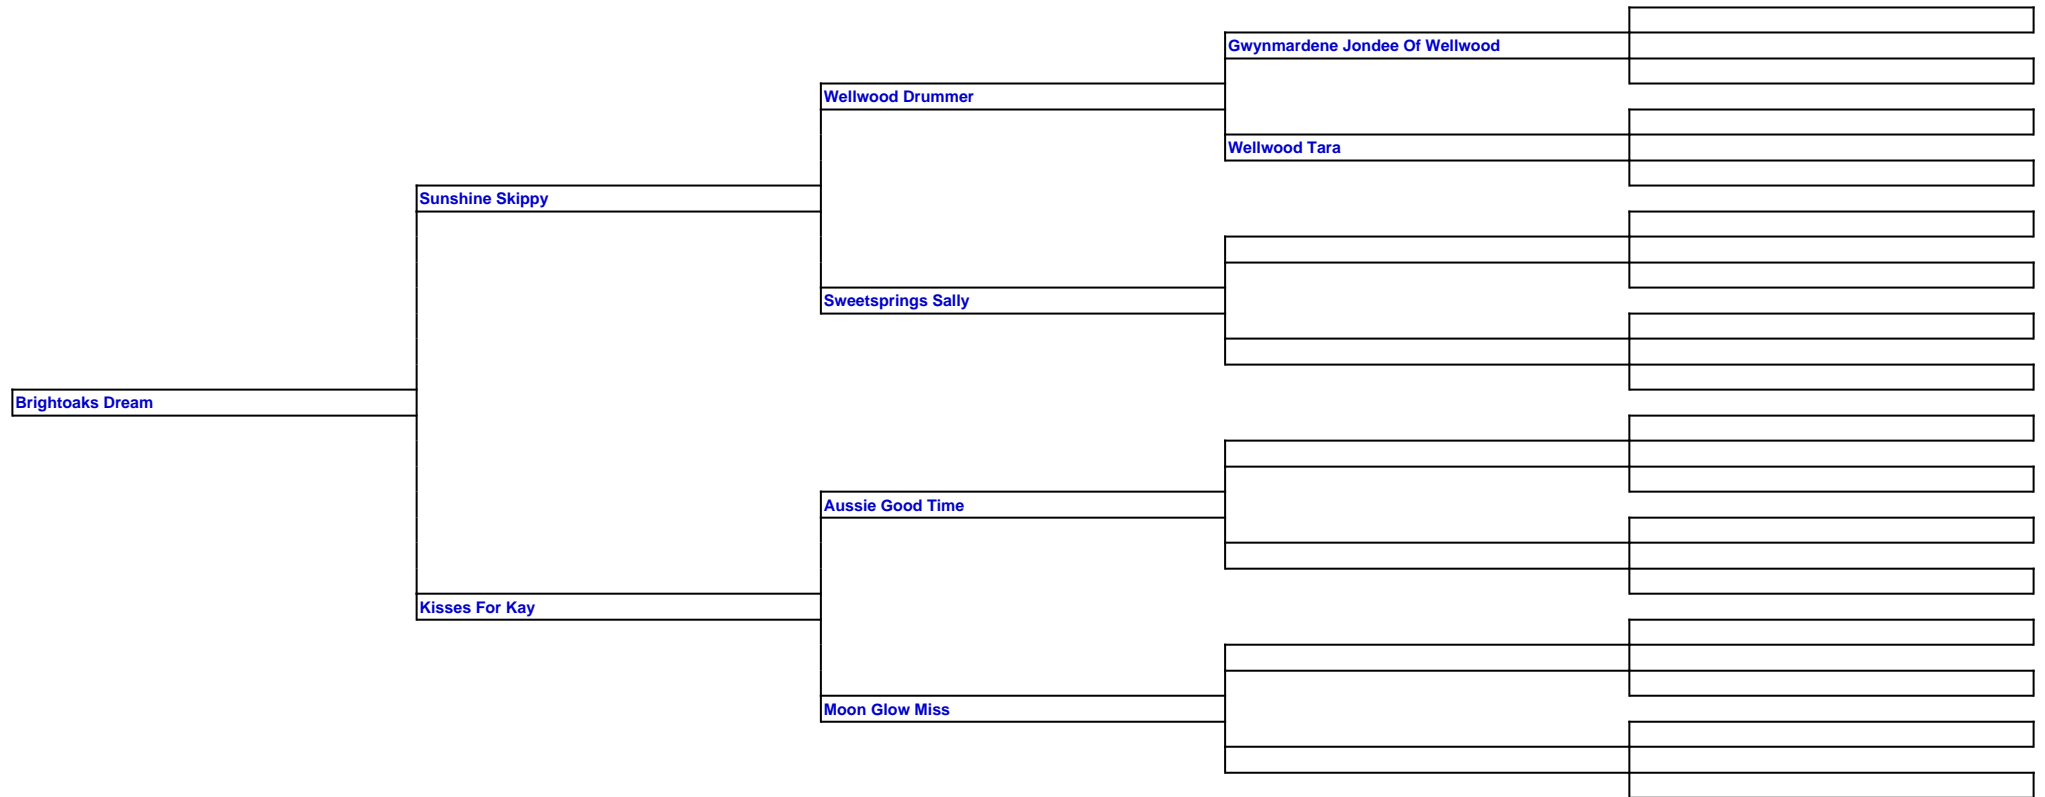 Gwynmardene Jondee Of Wellwood
Wellwood Drummer
Wellwood Tara
Sunshine Skippy
Sweetsprings Sally
Brightoaks Dream
Aussie Good Time
Kisses For Kay
Moon Glow Miss